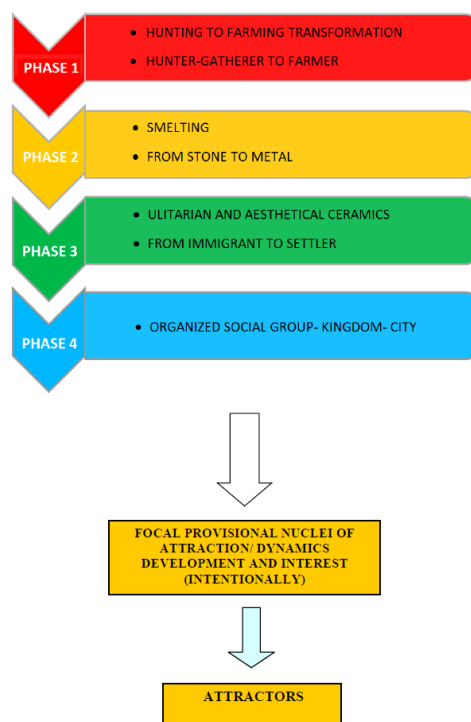 • HUNTING TO FARMING TRANSFORMATION
PHASE 1
• HUNTER-GATHERER TO FARMER
• SMELTING
PHASE 2
• FROM STONE TO METAL
• ULITARIAN AND AESTHETICAL CERAMICS
PHASE 3
• FROM IMMIGRANT TO SETTLER
• ORGANIZED SOCIAL GROUP- KINGDOM- CITY
PHASE 4
FOCAL PROVISIONAL NUCLEI OF
ATTRACTION/ DYNAMICS
DEVELOPMENT AND INTEREST
(INTENTIONALLY)
ATTRACTORS